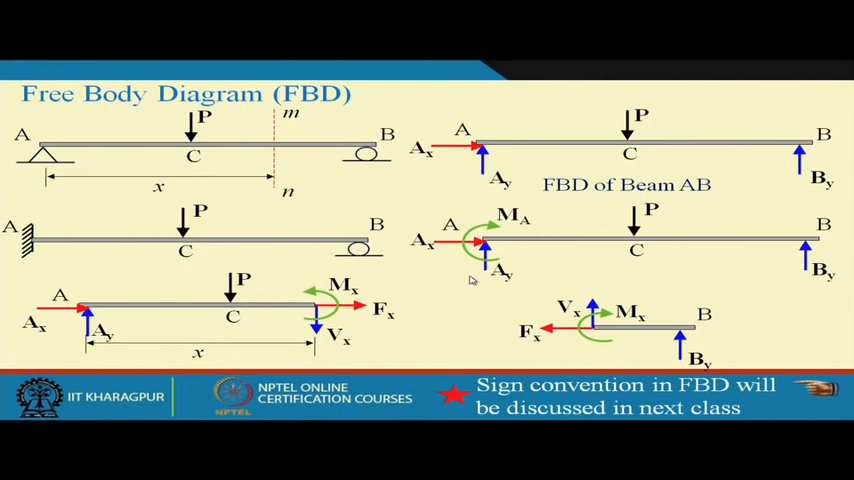 Free Body Diagram (FBD)
P m
A B
C
x
n
P
A B
C
Ax Ay By
FBD of Beam AB
P
A B
C
MA P
A B
Ax C
Ay By
P Mx
A Fx
C
Ax Ay Vx
x
Vx Mx B
Fx
By
IIT KHARAGPUR
NPTEL
NPTEL ONLINE
CERTIFICATION COURSES
Sign convention in FBD will
be discussed in next class